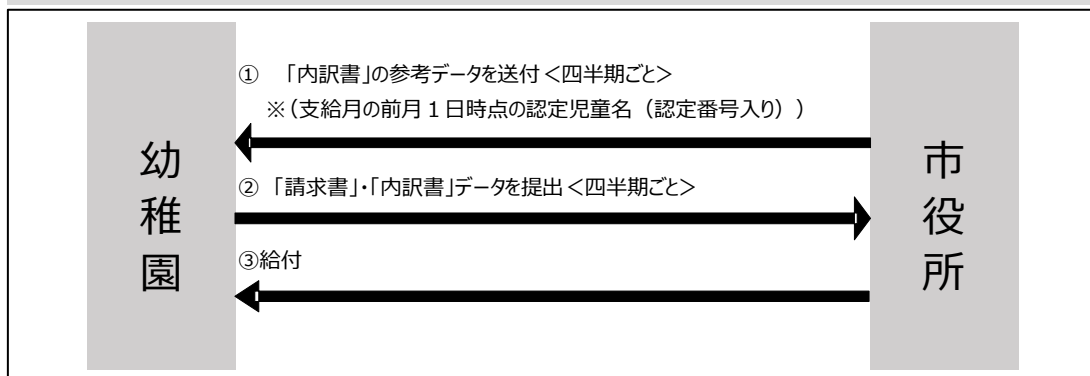 ① 「内訳書」の参考データを送付<四半期ごと>
※(支給月の前月1日時点の認定児童名(認定番号入り))
幼稚園
市役所
② 「請求書」・「内訳書」データを提出<四半期ごと>
③給付